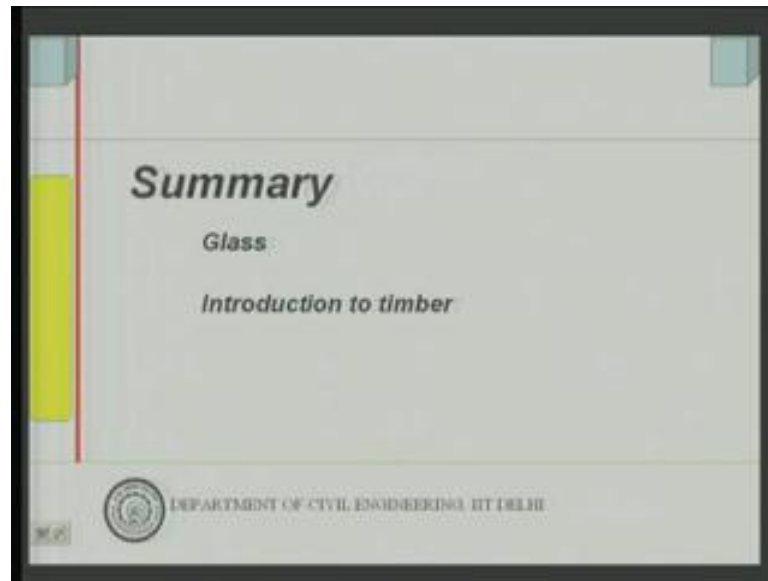 Summary
Glass
Introduction to timber
DEPARTMENT OF CIVIL ENGINEERING, IIT DELHI